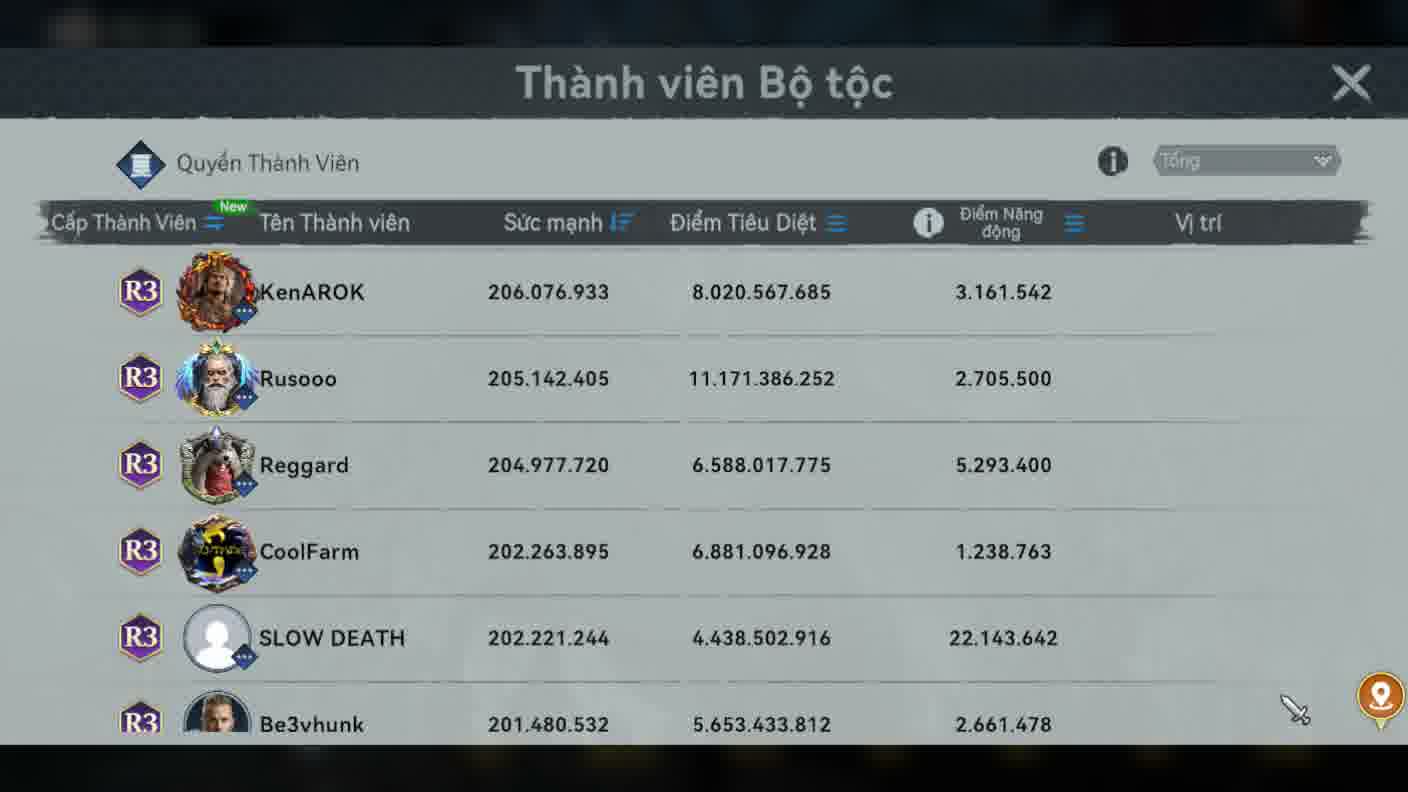 Thành viên Bộ tộc
Quyền Thành Viên
Tổng
Cấp Thành Viên New Tên Thành viên Sức mạnh Điểm Tiêu Diệt Điểm Năng động Vị trí
R3 KenAROK 206.076.933 8.020.567.685 3.161.542
R3 Rusooo 205.142.405 11.171.386.252 2.705.500
R3 Reggard 204.977.720 6.588.017.775 5.293.400
R3 CoolFarm 202.263.895 6.881.096.928 1.238.763
R3 SLOW DEATH 202.221.244 4.438.502.916 22.143.642
R3 Be3vhunk 201.480.532 5.653.433.812 2.661.478